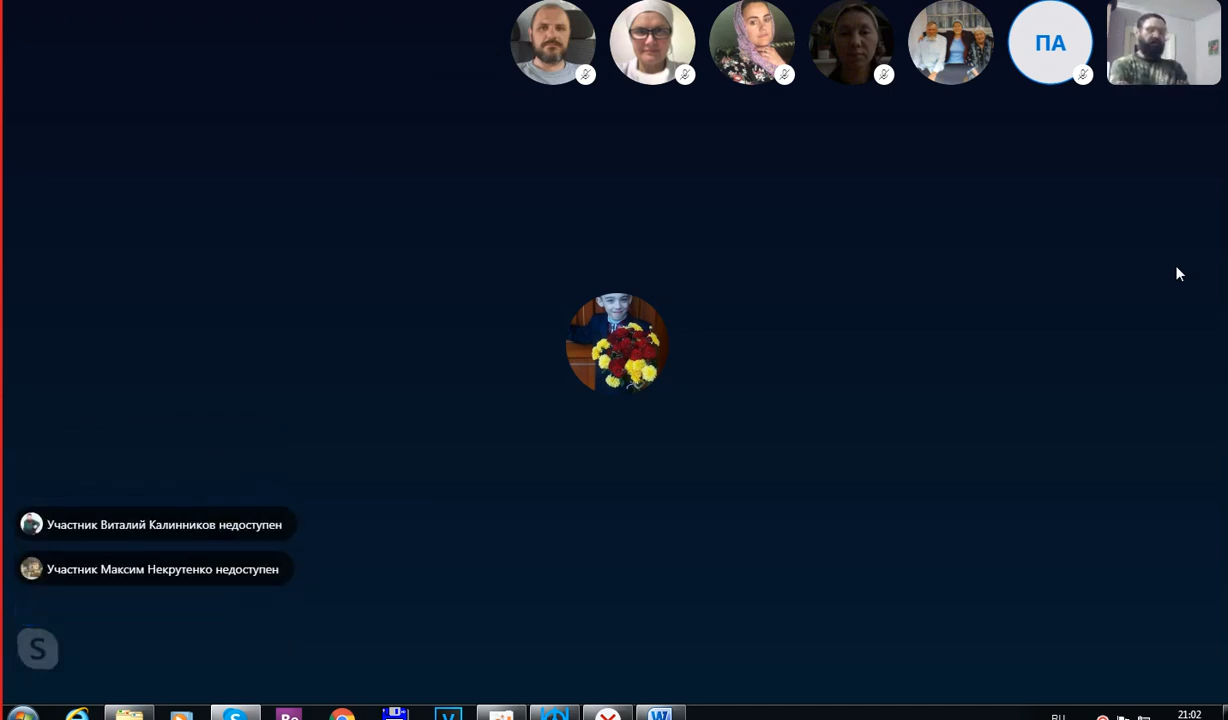 ПА
Участник Виталий Калинников недоступен
Участник Максим Некрутенко недоступен
S
RU
21:02